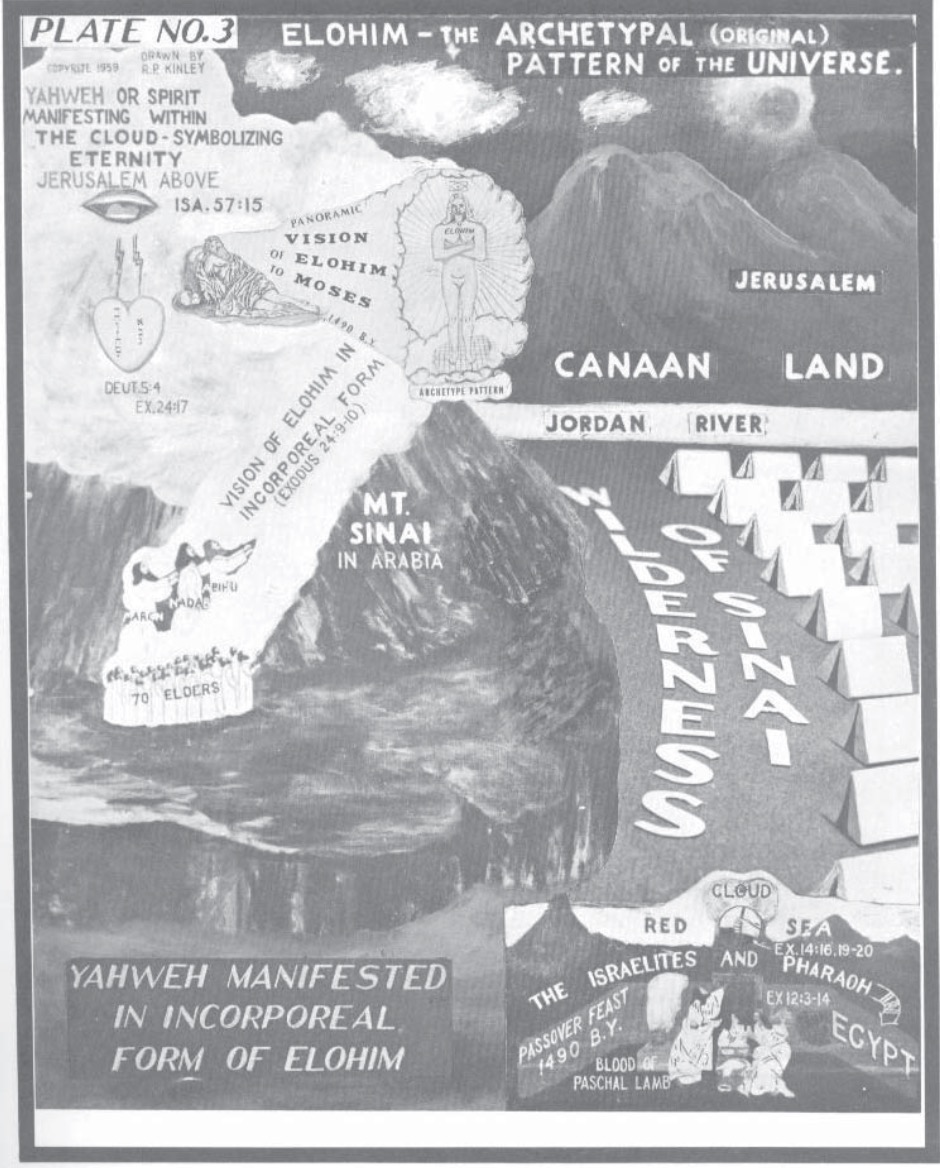 PLATE NO.3
ELOHIM - THE ARCHETYPAL (ORIGINAL)
PATTERN OF THE UNIVERSE.
COPYRITE 1959
DRAWN BY
R.P. KINLEY
YAHWEH OR SPIRIT
MANIFESTING WITHIN
THE CLOUD-SYMBOLIZING
ETERNITY
JERUSALEM ABOVE
ISA. 57:15
PANORAMIC
VISION
OF ELOHIM
TO MOSES
1490 B.Y.
ELOHIM
ARCHETYPE PATTERN
DEUT. 5:4
EX. 24:17
VISION OF ELOHIM IN
INCORPOREAL FORM
(EXODUS 24:9-10)
JERUSALEM
CANAAN LAND
JORDAN RIVER
MT.
SINAI
IN ARABIA
WILDERNESS
OF SINAI
NADAB
70 ELDERS
CLOUD
RED SEA
EX. 14:16,19-20
THE ISRAELITES AND PHARAOH
EX 12:3-14
PASSOVER FEAST
1490 B.Y.
EGYPT
BLOOD OF
PASCHAL LAMB
YAHWEH MANIFESTED
IN INCORPOREAL
FORM OF ELOHIM